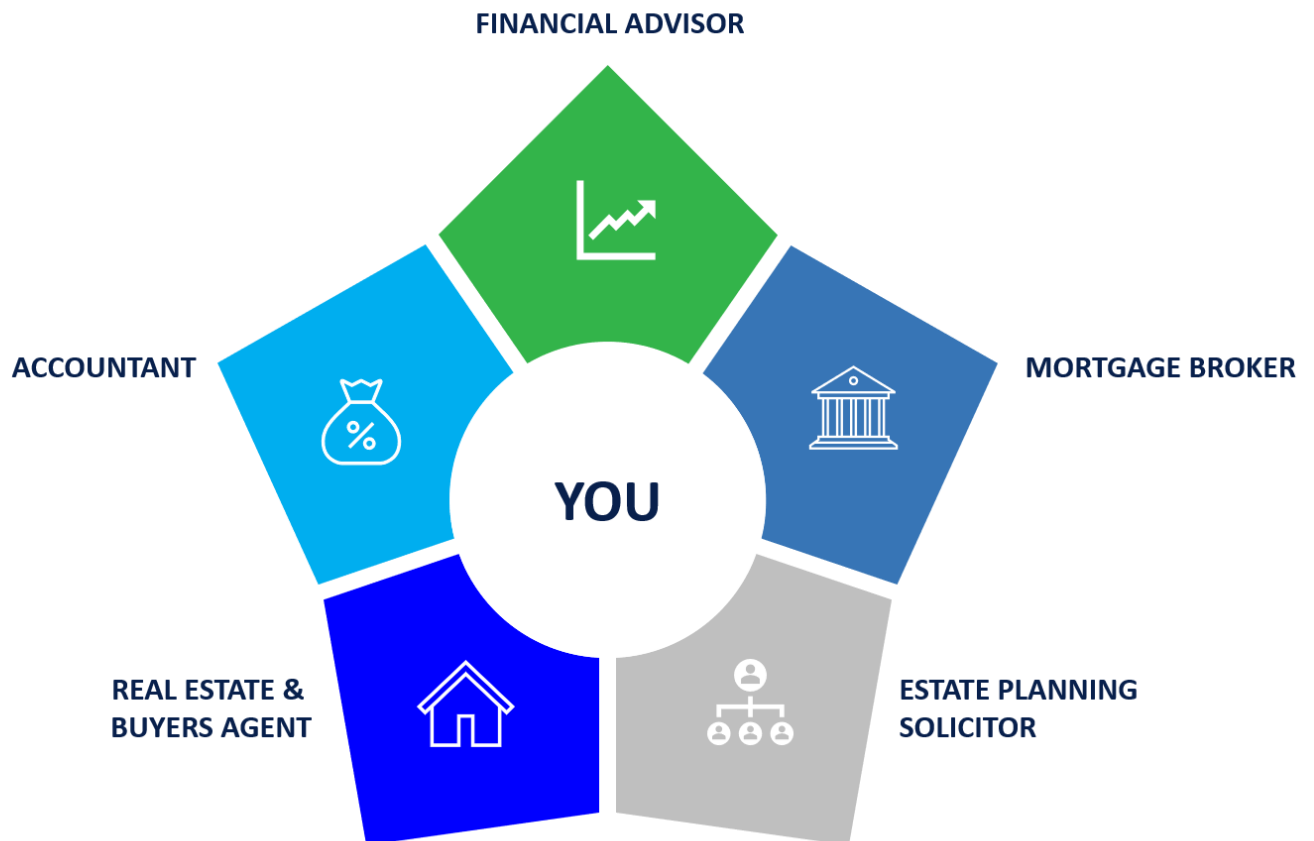 FINANCIAL ADVISOR
ACCOUNTANT
MORTGAGE BROKER
%
YOU
REAL ESTATE &
BUYERS AGENT
ESTATE PLANNING
SOLICITOR